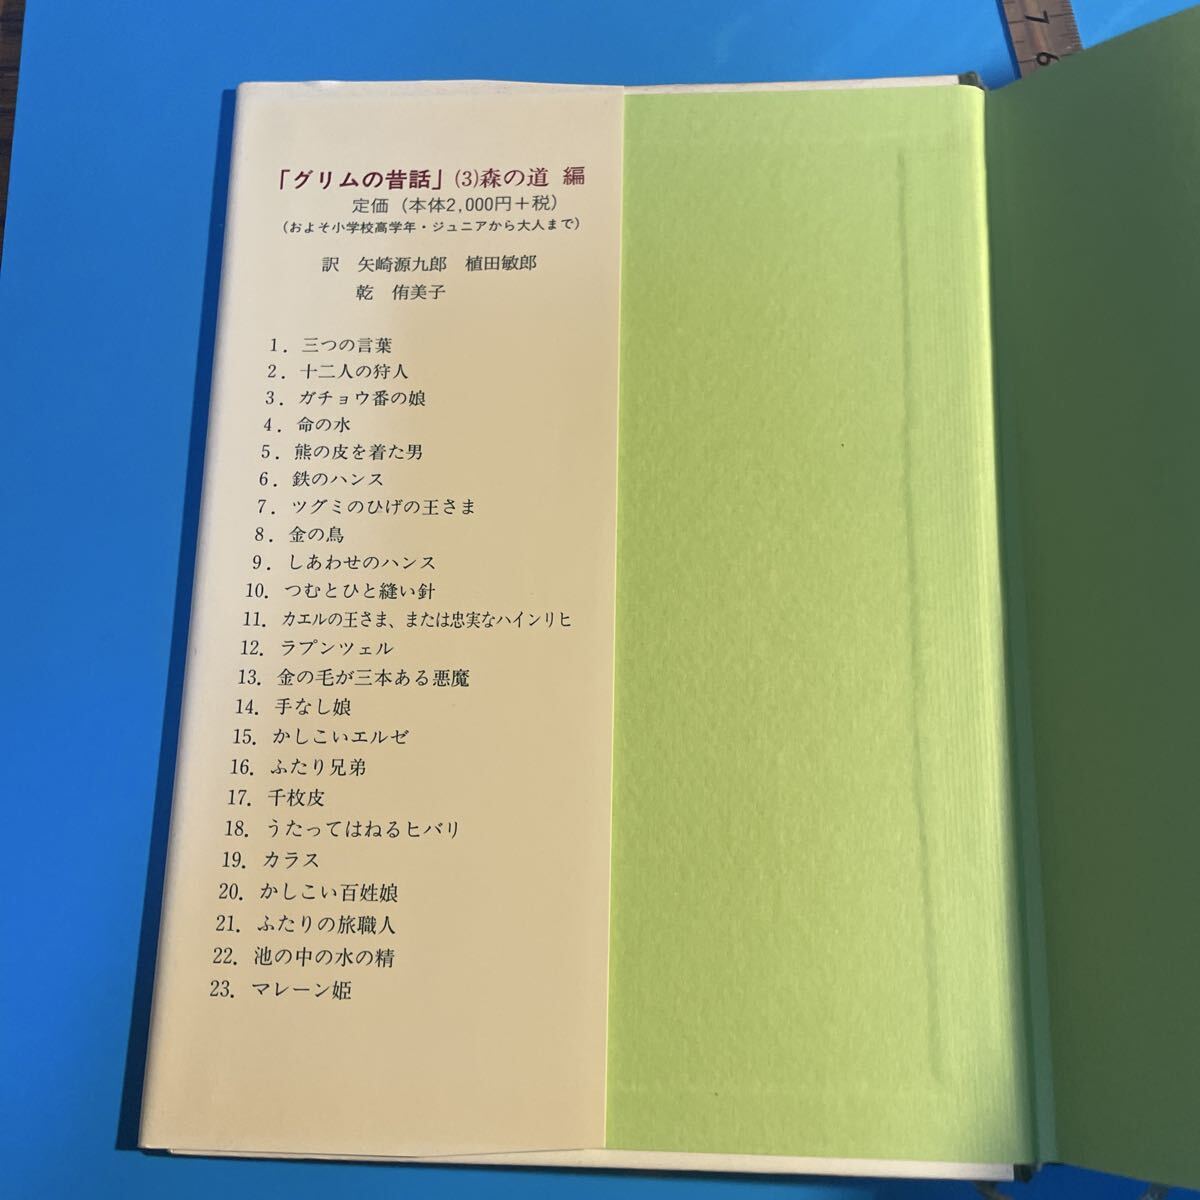 「グリムの昔話」(3)森の道 編
定価（本体2,000円＋税）
（およそ小学校高学年・ジュニアから大人まで）
訳 矢崎源九郎 植田敏郎
乾 侑美子
1. 三つの言葉
2. 十二人の狩人
3. ガチョウ番の娘
4. 命の水
5. 熊の皮を着た男
6. 鉄のハンス
7. ツグミのひげの王さま
8. 金の鳥
9. しあわせのハンス
10. つむとひと縫い針
11. カエルの王さま、または忠実なハインリヒ
12. ラプンツェル
13. 金の毛が三本ある悪魔
14. 手なし娘
15. かしこいエルゼ
16. ふたり兄弟
17. 千枚皮
18. うたってはねるヒバリ
19. カラス
20. かしこい百姓娘
21. ふたりの旅職人
22. 池の中の水の精
23. マレーン姫
7
6